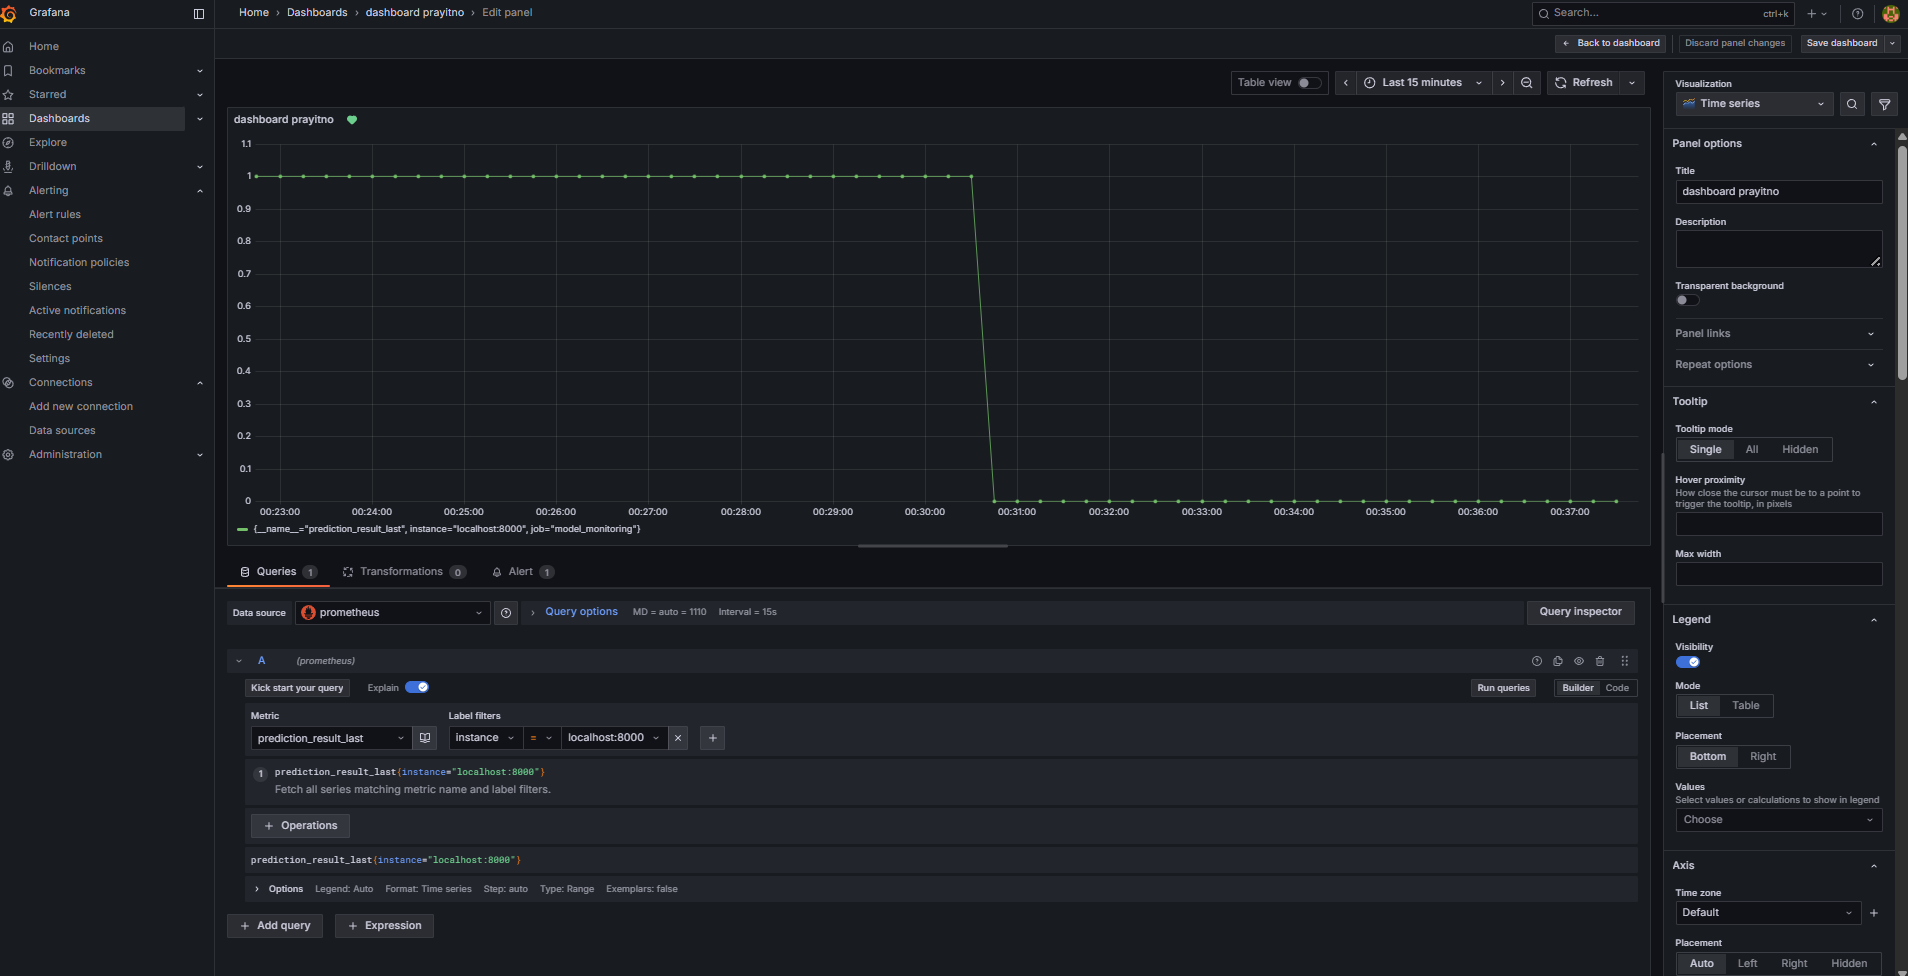 Grafana
Home › Dashboards › dashboard prayitno › Edit panel
Search...
ctrl+k
Back to dashboard
Discard panel changes
Save dashboard
Home
Bookmarks
Starred
Dashboards
Explore
Drilldown
Alerting
Alert rules
Contact points
Notification policies
Silences
Active notifications
Recently deleted
Settings
Connections
Add new connection
Data sources
Administration
Table view
Last 15 minutes
Refresh
dashboard prayitno
1.1
1
0.9
0.8
0.7
0.6
0.5
0.4
0.3
0.2
0.1
0
00:23:00 00:24:00 00:25:00 00:26:00 00:27:00 00:28:00 00:29:00 00:30:00 00:31:00 00:32:00 00:33:00 00:34:00 00:35:00 00:36:00 00:37:00
{__name__="prediction_result_last", instance="localhost:8000", job="model_monitoring"}
Queries 1
Transformations 0
Alert 1
Data source
prometheus
Query options
MD = auto = 1110
Interval = 15s
Query inspector
A
(prometheus)
Kick start your query
Explain
Run queries
Builder
Code
Metric
Label filters
prediction_result_last
instance
=
localhost:8000
1
prediction_result_last{instance="localhost:8000"}
Fetch all series matching metric name and label filters.
+ Operations
prediction_result_last{instance="localhost:8000"}
Options
Legend: Auto
Format: Time series
Step: auto
Type: Range
Exemplars: false
+ Add query
+ Expression
Visualization
Time series
Panel options
Title
dashboard prayitno
Description
Transparent background
Panel links
Repeat options
Tooltip
Tooltip mode
Single
All
Hidden
Hover proximity
How close the cursor must be to a point to
trigger the tooltip, in pixels
Max width
Legend
Visibility
Mode
List
Table
Placement
Bottom
Right
Values
Select values or calculations to show in legend
Choose
Axis
Time zone
Default
Placement
Auto
Left
Right
Hidden